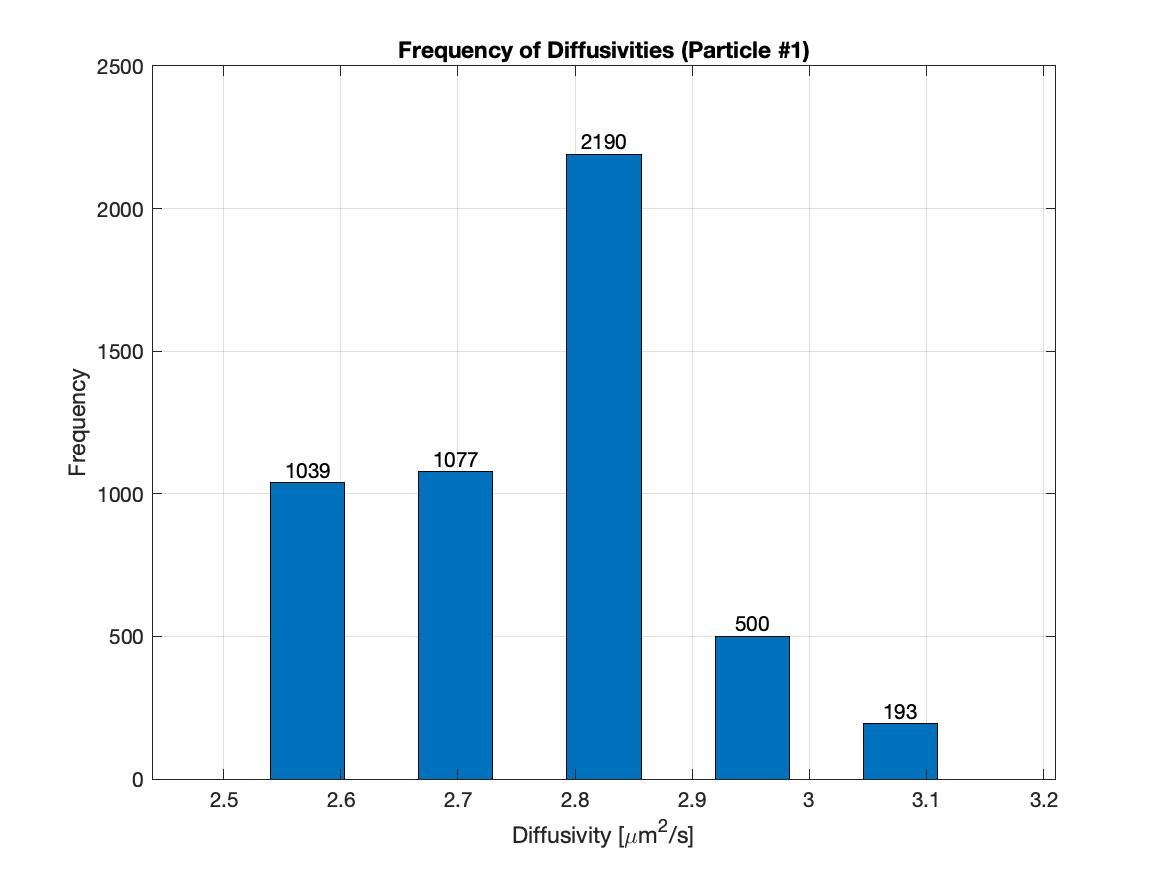 Frequency of Diffusivities (Particle #1)
2500
2000
1500
1000
500
0
Frequency
1039
1077
2190
500
193
2.5 2.6 2.7 2.8 2.9 3 3.1 3.2
Diffusivity [μm²/s]